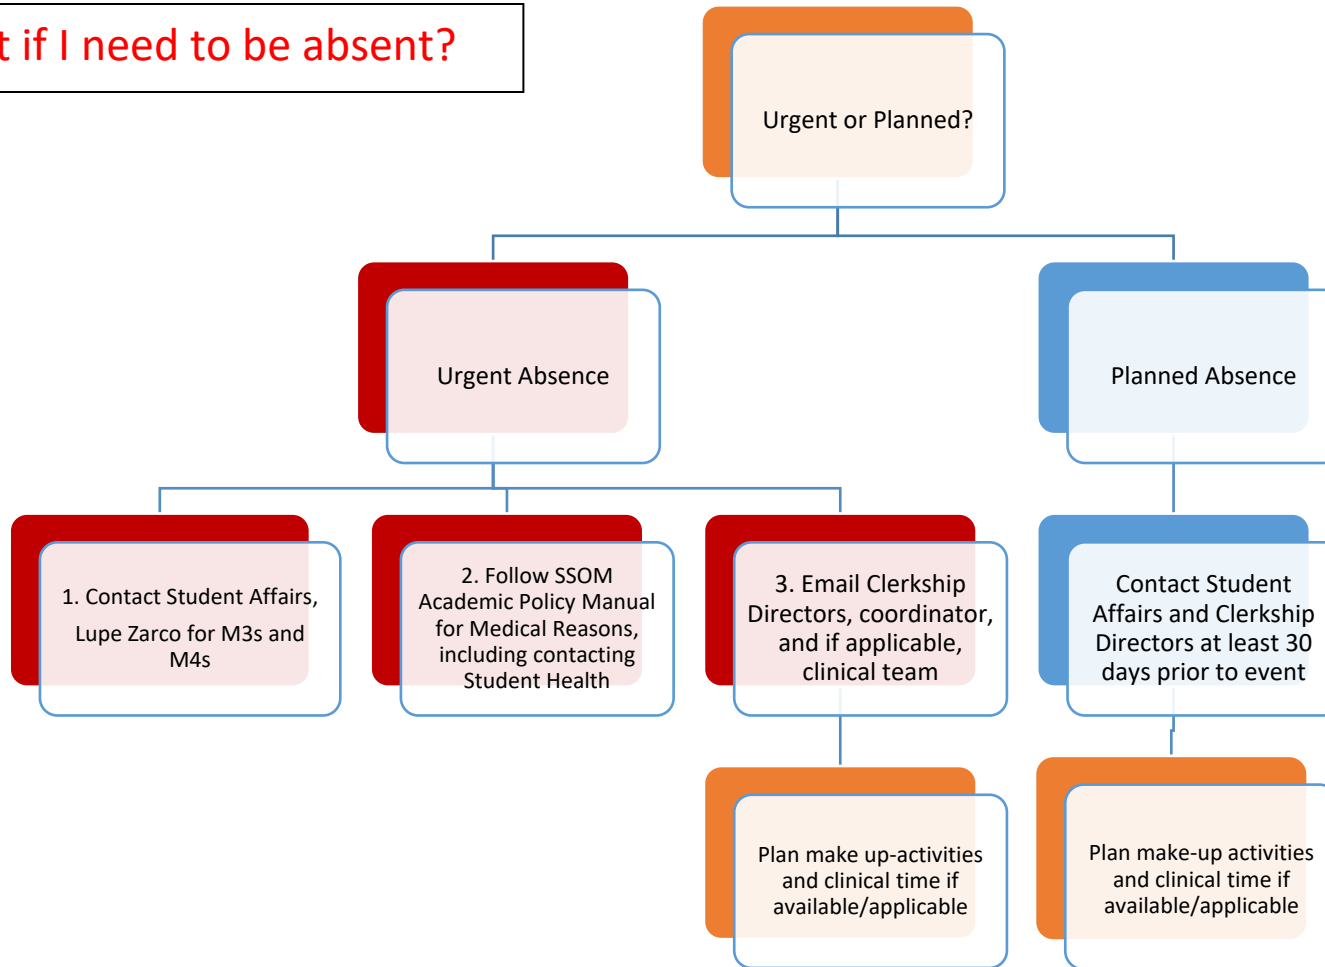 t if I need to be absent?
Urgent or Planned?
Urgent Absence
Planned Absence
1. Contact Student Affairs,
Lupe Zarco for M3s and
M4s
2. Follow SSOM
Academic Policy Manual
for Medical Reasons,
including contacting
Student Health
3. Email Clerkship
Directors, coordinator,
and if applicable,
clinical team
Contact Student
Affairs and Clerkship
Directors at least 30
days prior to event
Plan make up-activities
and clinical time if
available/applicable
Plan make-up activities
and clinical time if
available/applicable